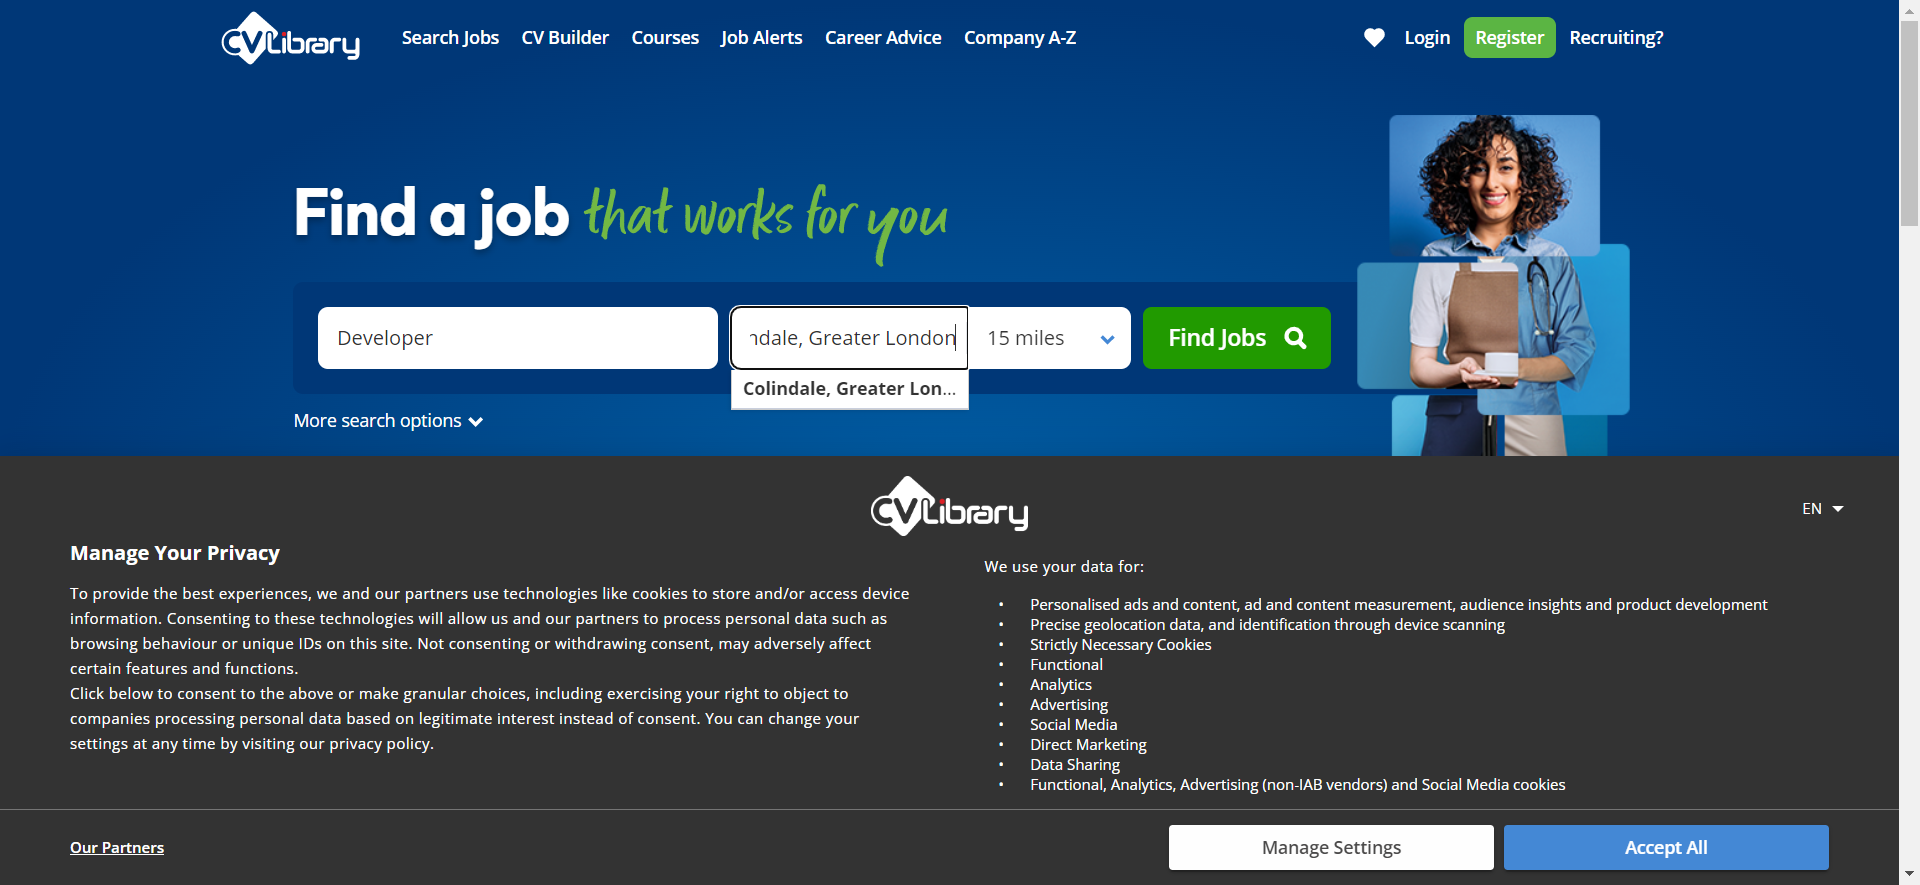 CVLibrary
Search Jobs
CV Builder
Courses
Job Alerts
Career Advice
Company A-Z
Login
Register
Recruiting?
Find a job that works for you
Developer
ndale, Greater London
15 miles
Find Jobs
Colindale, Greater Lon...
More search options
CVLibrary
EN
Manage Your Privacy
To provide the best experiences, we and our partners use technologies like cookies to store and/or access device
information. Consenting to these technologies will allow us and our partners to process personal data such as
browsing behaviour or unique IDs on this site. Not consenting or withdrawing consent, may adversely affect
certain features and functions.
Click below to consent to the above or make granular choices, including exercising your right to object to
companies processing personal data based on legitimate interest instead of consent. You can change your
settings at any time by visiting our privacy policy.
We use your data for:
• Personalised ads and content, ad and content measurement, audience insights and product development
• Precise geolocation data, and identification through device scanning
• Strictly Necessary Cookies
• Functional
• Analytics
• Advertising
• Social Media
• Direct Marketing
• Data Sharing
• Functional, Analytics, Advertising (non-IAB vendors) and Social Media cookies
Our Partners
Manage Settings
Accept All